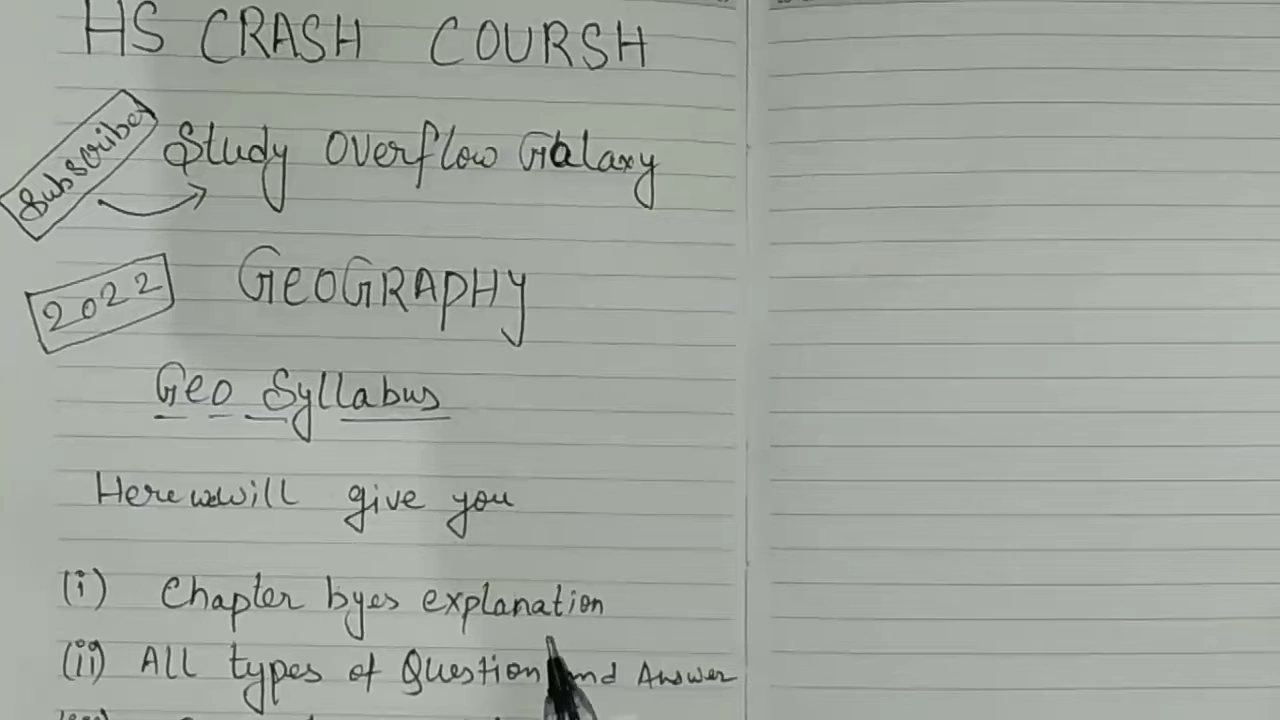 HS CRASH COURSH
Subscribe Study Overflow Galaxy
2022 GEOGRAPHY
Geo Syllabus
Here we will give you
(i) Chapter byes explanation
(ii) All types of Question and Answer